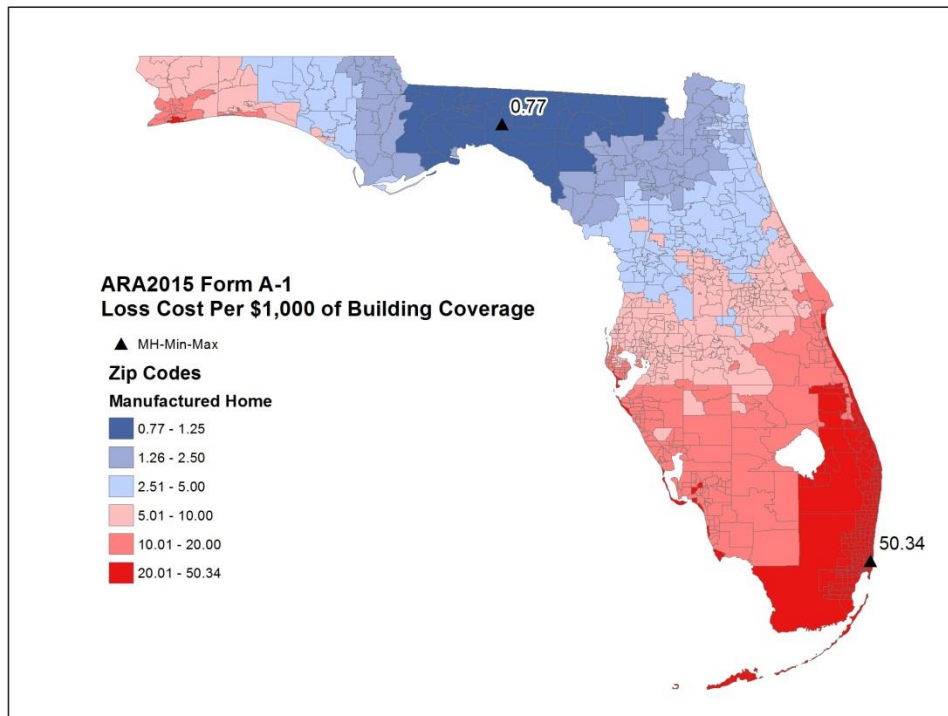 0.77
ARA2015 Form A-1
Loss Cost Per $1,000 of Building Coverage
MH-Min-Max
Zip Codes
Manufactured Home
0.77 - 1.25
1.26 - 2.50
2.51 - 5.00
5.01 - 10.00
10.01 - 20.00
20.01 - 50.34
50.34